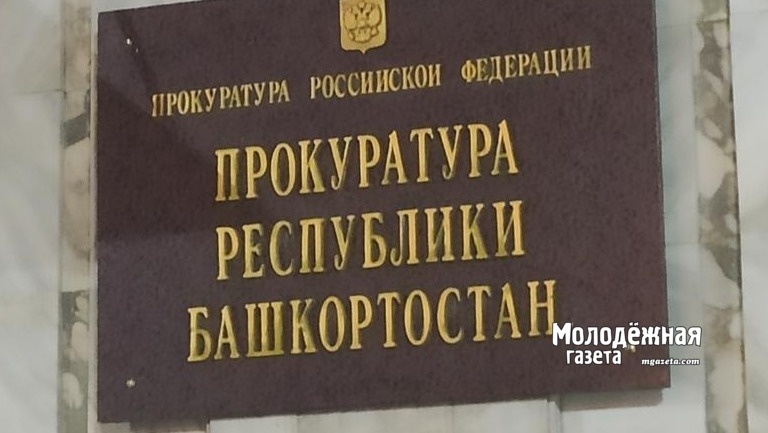 ПРОКУРАТУРА РОССИЙСКОЙ ФЕДЕРАЦИИ
ПРОКУРАТУРА
РЕСПУБЛИКИ
БАШКОРТОСТАН
Молодёжная
газета mgazeta.com